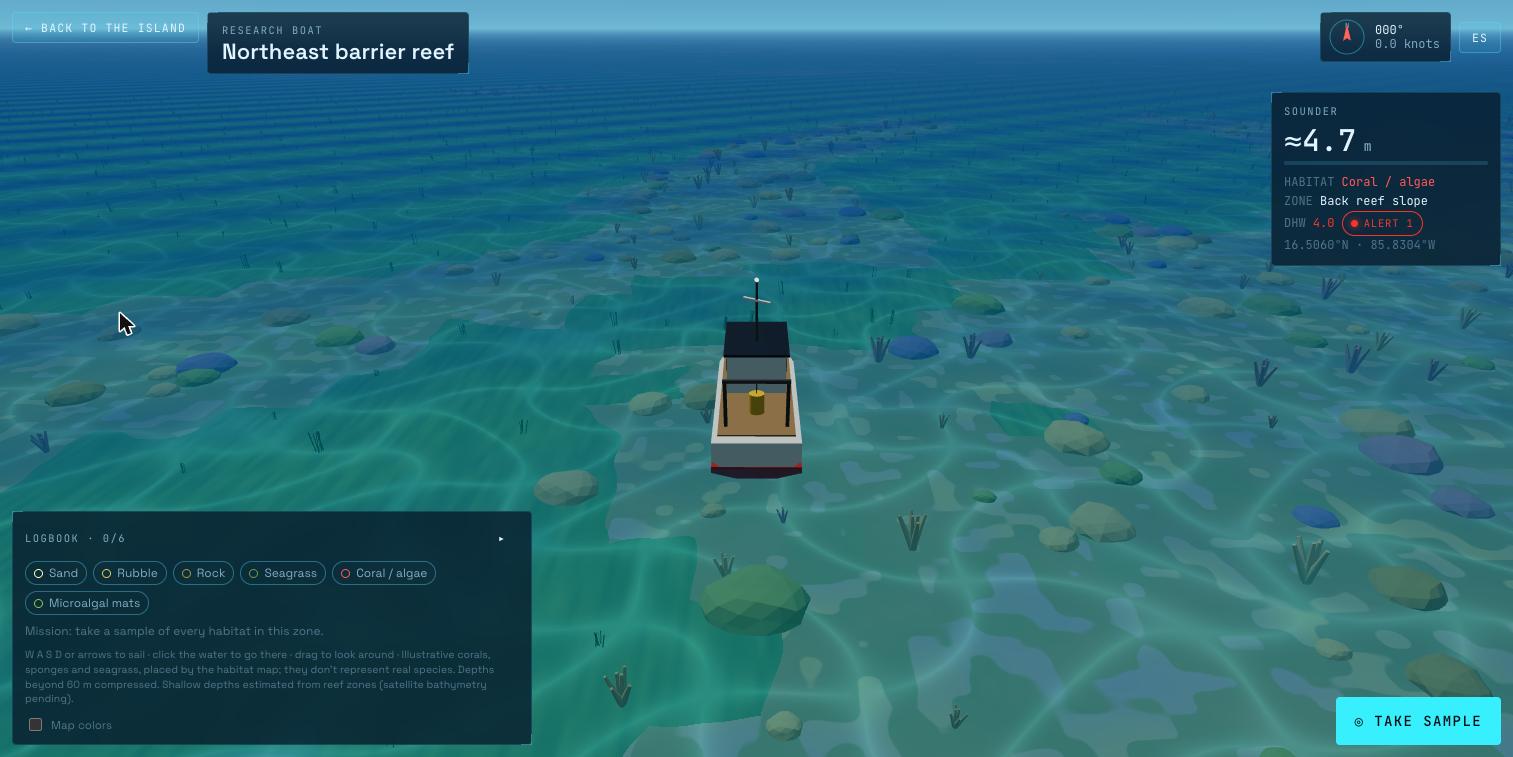 ← BACK TO THE ISLAND
RESEARCH BOAT
Northeast barrier reef
N
000°
0.0 knots
ES
SOUNDER
≈4.7 m
HABITAT Coral / algae
ZONE Back reef slope
DHW 4.0 ALERT 1
16.5060°N · 85.8304°W
LOGBOOK · 0/6
Sand Rubble Rock Seagrass Coral / algae
Microalgal mats
Mission: take a sample of every habitat in this zone.
W A S D or arrows to sail · click the water to go there · drag to look around · Illustrative corals,
sponges and seagrass, placed by the habitat map; they don't represent real species. Depths
beyond 60 m compressed. Shallow depths estimated from reef zones (satellite bathymetry
pending).
Map colors
◎ TAKE SAMPLE